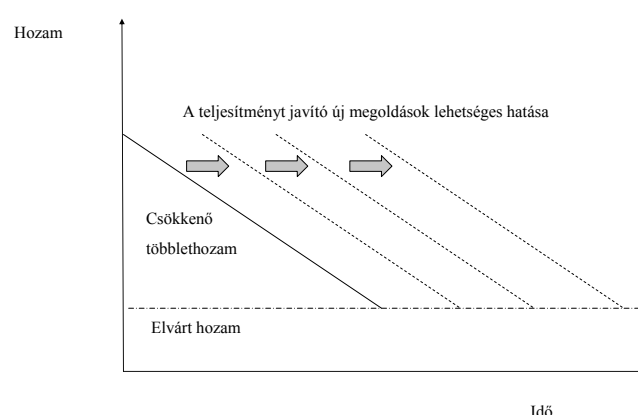 Hozam
A teljesítményt javító új megoldások lehetséges hatása
Csökkenő
többlethozam
Elvárt hozam
Idő